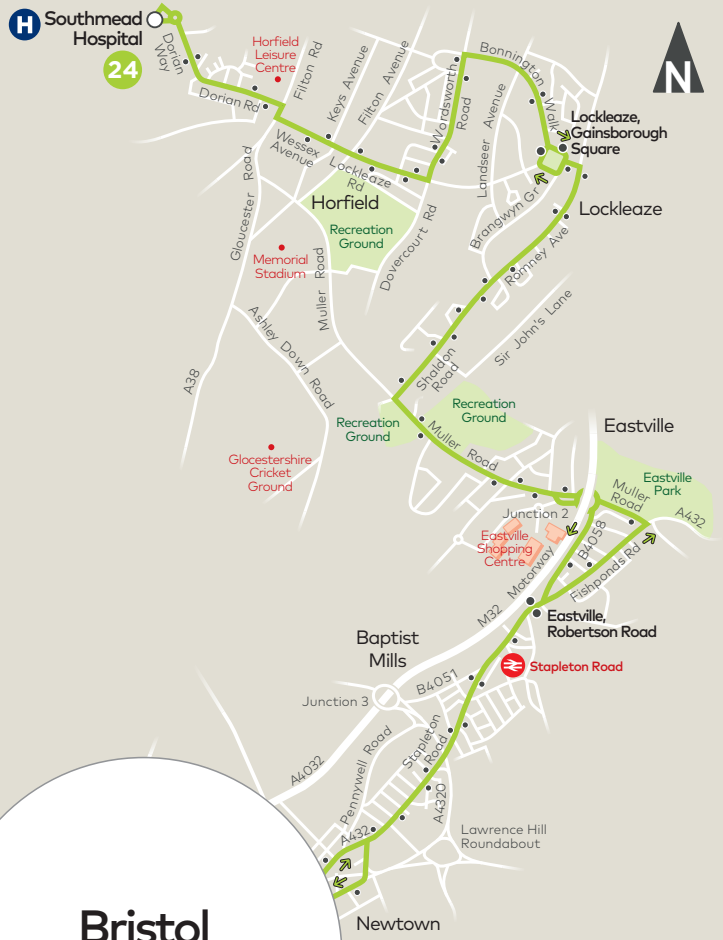 H
Southmead
Hospital
24
Dorian
Way
Horfield
Leisure
Centre
Filton Rd
Keys Avenue
Filton Avenue
Wordsworth
Road
Bonnington
Walk
Landseer Avenue
N
Lockleaze,
Gainsborough
Square
Dorian Rd
Wessex
Avenue
Lockleaze
Rd
Gloucester Road
Horfield
Recreation
Ground
Lockleaze
Brangwyn Gr
Dovercourt Rd
Romney Ave
Memorial
Stadium
Muller Road
Sir John's Lane
Ashley Down Road
A38
Shaldon
Road
Recreation
Ground
Recreation
Ground
Muller Road
Eastville
Glocestershire
Cricket
Ground
Eastville
Park
Muller
Road
A432
Junction 2
Eastville
Shopping
Centre
B4058
Fishponds Rd
M32 Motorway
Eastville,
Robertson Road
Baptist
Mills
Stapleton Road
B4051
Junction 3
Stapleton
Road
Pennywell Road
A4032
A4320
A432
Lawrence Hill
Roundabout
Newtown
Bristol